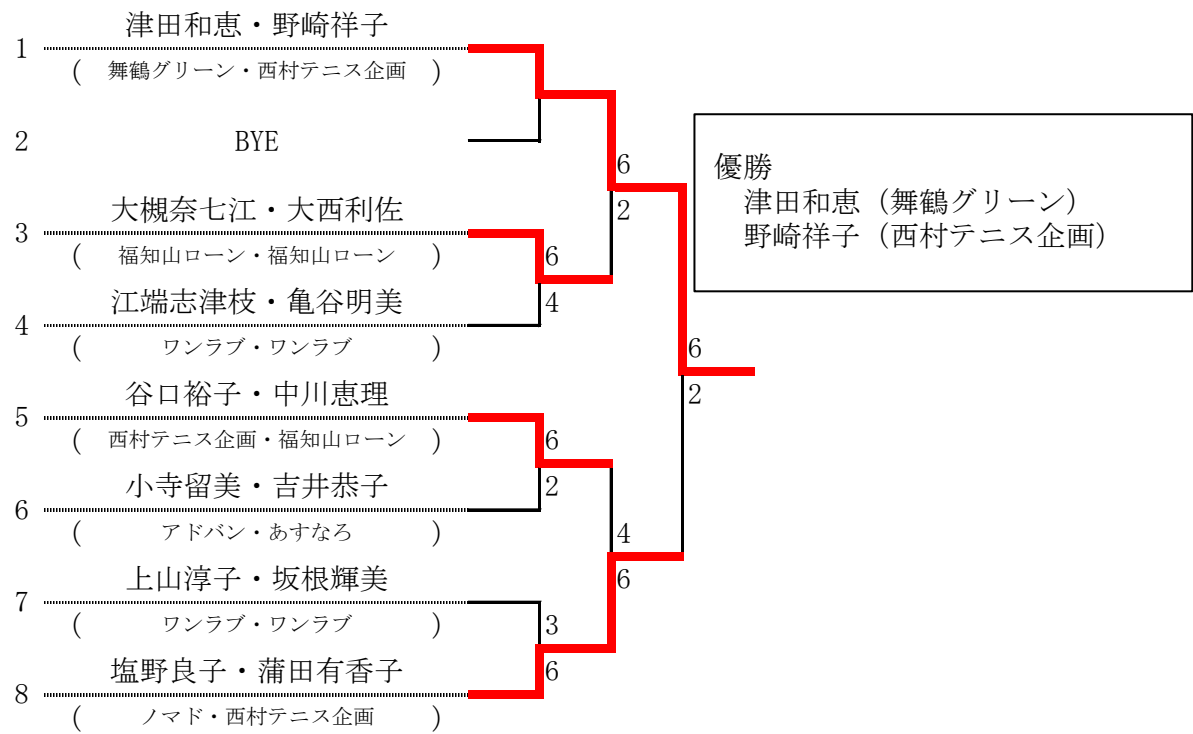 津田和恵・野崎祥子
1
( 舞鶴グリーン・西村テニス企画 )
2 BYE
大槻奈七江・大西利佐
3
( 福知山ローン・福知山ローン )
江端志津枝・亀谷明美
4
( ワンラブ・ワンラブ )
谷口裕子・中川恵理
5
( 西村テニス企画・福知山ローン )
小寺留美・吉井恭子
6
( アドバン・あすなろ )
上山淳子・坂根輝美
7
( ワンラブ・ワンラブ )
塩野良子・蒲田有香子
8
( ノマド・西村テニス企画 )
6
4
6
2
3
6
6
2
4
6
6
2
優勝
津田和恵（舞鶴グリーン）
野崎祥子（西村テニス企画）